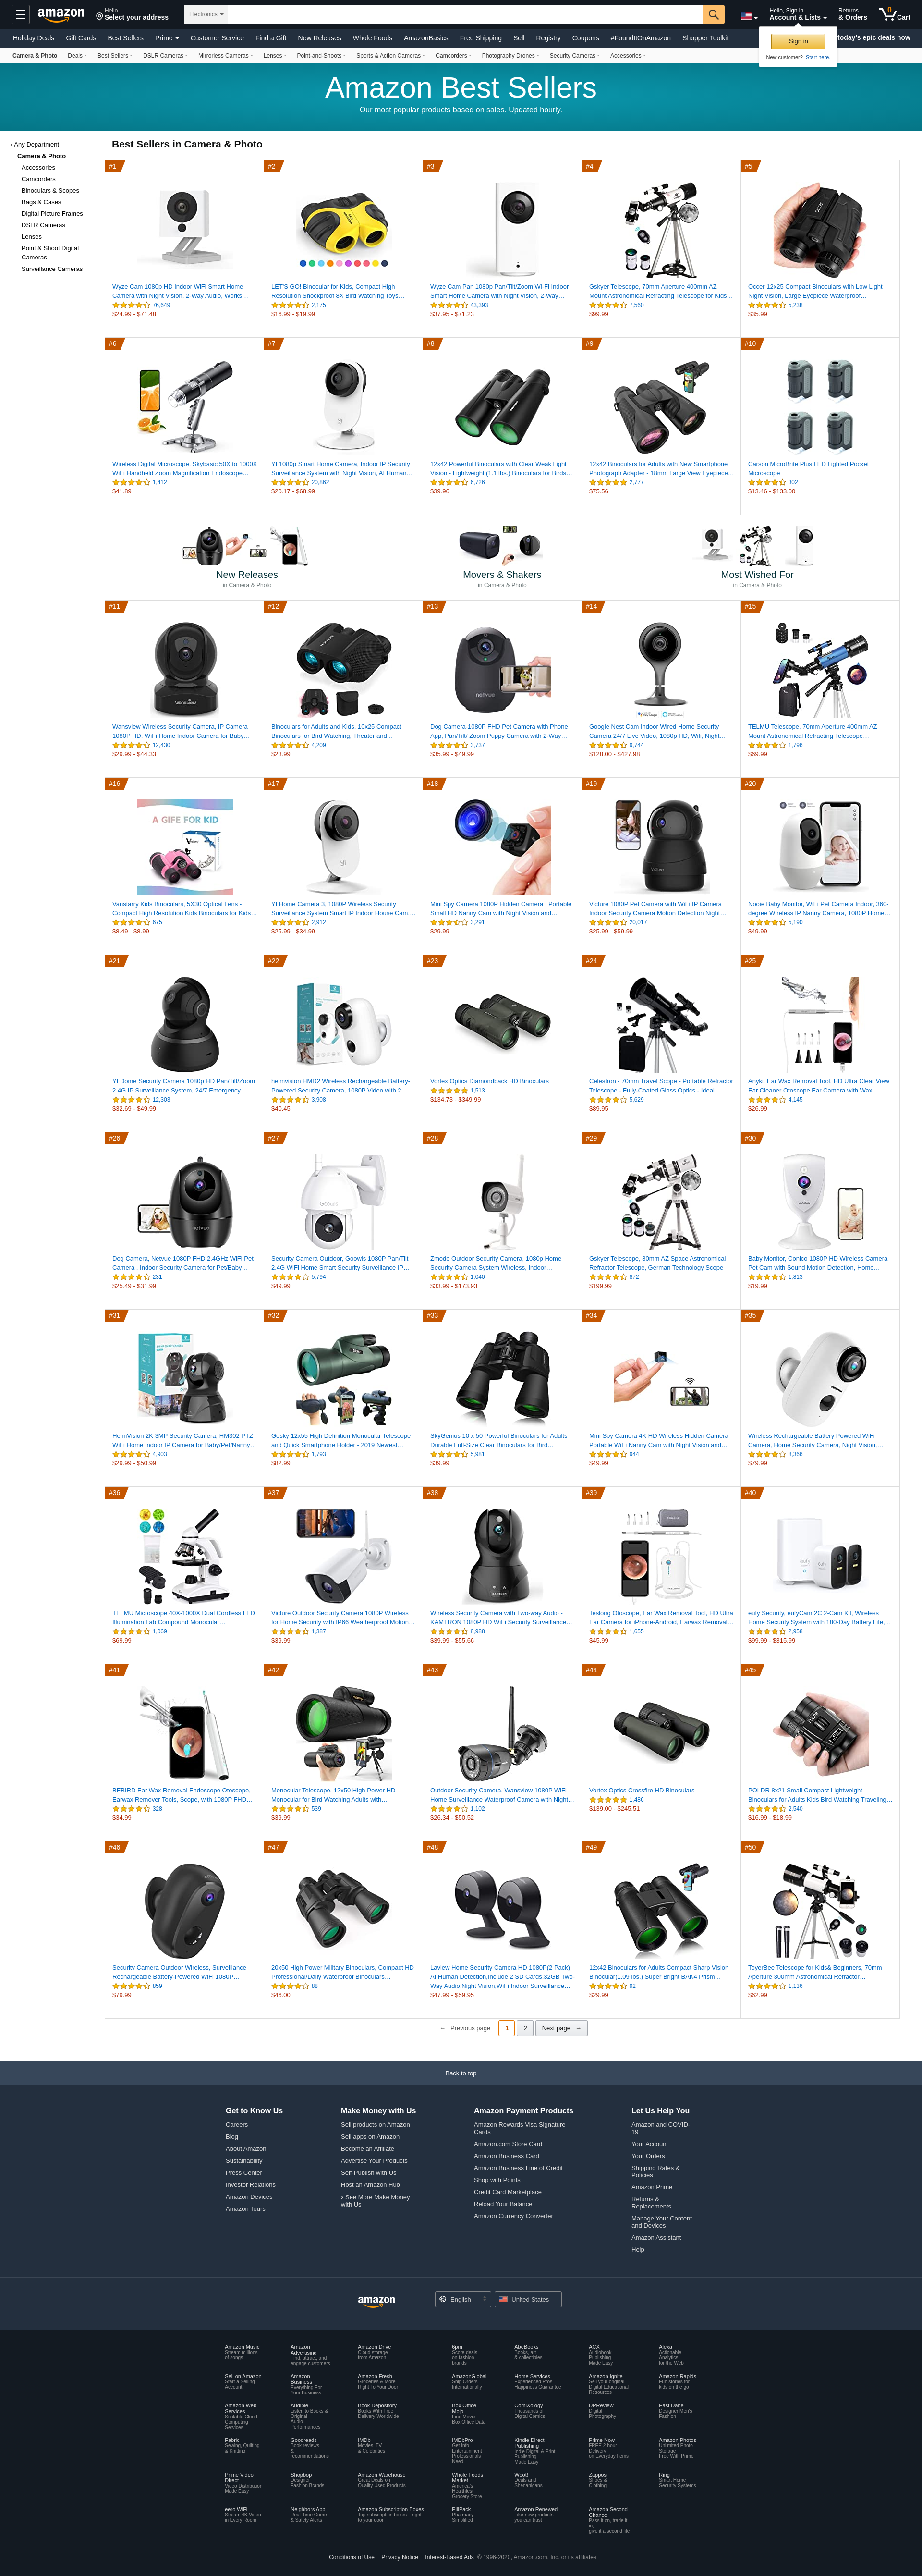 Hello
Select your address
amazon
Electronics
Hello, Sign in
Account & Lists
Returns
& Orders
0
Cart
Holiday Deals Gift Cards Best Sellers Prime Customer Service Find a Gift New Releases Whole Foods AmazonBasics Free Shipping Sell Registry Coupons #FoundItOnAmazon Shopper Toolkit
today's epic deals now
Sign in
New customer? Start here.
Camera & Photo Deals Best Sellers DSLR Cameras Mirrorless Cameras Lenses Point-and-Shoots Sports & Action Cameras Camcorders Photography Drones Security Cameras Accessories
Amazon Best Sellers
Our most popular products based on sales. Updated hourly.
‹ Any Department
Camera & Photo
Accessories
Camcorders
Binoculars & Scopes
Bags & Cases
Digital Picture Frames
DSLR Cameras
Lenses
Point & Shoot Digital
Cameras
Surveillance Cameras
Best Sellers in Camera & Photo
#1
Wyze Cam 1080p HD Indoor WiFi Smart Home
Camera with Night Vision, 2-Way Audio, Works…
76,649
$24.99 - $71.48
#2
LET'S GO! Binocular for Kids, Compact High
Resolution Shockproof 8X Bird Watching Toys…
2,175
$16.99 - $19.99
#3
Wyze Cam Pan 1080p Pan/Tilt/Zoom Wi-Fi Indoor
Smart Home Camera with Night Vision, 2-Way…
43,393
$37.95 - $71.23
#4
Gskyer Telescope, 70mm Aperture 400mm AZ
Mount Astronomical Refracting Telescope for Kids…
7,560
$99.99
#5
Occer 12x25 Compact Binoculars with Low Light
Night Vision, Large Eyepiece Waterproof…
5,238
$35.99
#6
Wireless Digital Microscope, Skybasic 50X to 1000X
WiFi Handheld Zoom Magnification Endoscope…
1,412
$41.89
#7
YI 1080p Smart Home Camera, Indoor IP Security
Surveillance System with Night Vision, AI Human…
20,862
$20.17 - $68.99
#8
12x42 Powerful Binoculars with Clear Weak Light
Vision - Lightweight (1.1 lbs.) Binoculars for Birds…
6,726
$39.96
#9
12x42 Binoculars for Adults with New Smartphone
Photograph Adapter - 18mm Large View Eyepiece…
2,777
$75.56
#10
Carson MicroBrite Plus LED Lighted Pocket
Microscope
302
$13.46 - $133.00
New Releases
in Camera & Photo
Movers & Shakers
in Camera & Photo
Most Wished For
in Camera & Photo
#11
Wansview Wireless Security Camera, IP Camera
1080P HD, WiFi Home Indoor Camera for Baby…
12,430
$29.99 - $44.33
#12
Binoculars for Adults and Kids, 10x25 Compact
Binoculars for Bird Watching, Theater and…
4,209
$23.99
#13
netvue
Dog Camera-1080P FHD Pet Camera with Phone
App, Pan/Tilt/ Zoom Puppy Camera with 2-Way…
3,737
$35.99 - $49.99
#14
Google Nest Cam Indoor Wired Home Security
Camera 24/7 Live Video, 1080p HD, Wifi, Night…
9,744
$128.00 - $427.98
#15
TELMU Telescope, 70mm Aperture 400mm AZ
Mount Astronomical Refracting Telescope…
1,796
$69.99
#16
A GIFE FOR KID
Vanstarry Kids Binoculars, 5X30 Optical Lens -
Compact High Resolution Kids Binoculars for Kids…
675
$8.49 - $8.99
#17
YI Home Camera 3, 1080P Wireless Security
Surveillance System Smart IP Indoor House Cam,…
2,912
$25.99 - $34.99
#18
Mini Spy Camera 1080P Hidden Camera | Portable
Small HD Nanny Cam with Night Vision and…
3,291
$29.99
#19
Victure 1080P Pet Camera with WiFi IP Camera
Indoor Security Camera Motion Detection Night…
20,017
$25.99 - $59.99
#20
Nooie Baby Monitor, WiFi Pet Camera Indoor, 360-
degree Wireless IP Nanny Camera, 1080P Home…
5,190
$49.99
#21
YI Dome Security Camera 1080p HD Pan/Tilt/Zoom
2.4G IP Surveillance System, 24/7 Emergency…
12,303
$32.69 - $49.99
#22
heimvision HMD2 Wireless Rechargeable Battery-
Powered Security Camera, 1080P Video with 2…
3,908
$40.45
#23
Vortex Optics Diamondback HD Binoculars
1,513
$134.73 - $349.99
#24
Celestron - 70mm Travel Scope - Portable Refractor
Telescope - Fully-Coated Glass Optics - Ideal…
5,629
$89.95
#25
Anykit Ear Wax Removal Tool, HD Ultra Clear View
Ear Cleaner Otoscope Ear Camera with Wax…
4,145
$26.99
#26
Dog Camera, Netvue 1080P FHD 2.4GHz WiFi Pet
Camera , Indoor Security Camera for Pet/Baby…
231
$25.49 - $31.99
#27
Security Camera Outdoor, Goowls 1080P Pan/Tilt
2.4G WiFi Home Smart Security Surveillance IP…
5,794
$49.99
#28
Zmodo Outdoor Security Camera, 1080p Home
Security Camera System Wireless, Indoor…
1,040
$33.99 - $173.93
#29
Gskyer Telescope, 80mm AZ Space Astronomical
Refractor Telescope, German Technology Scope
872
$199.99
#30
Baby Monitor, Conico 1080P HD Wireless Camera
Pet Cam with Sound Motion Detection, Home…
1,813
$19.99
#31
HeimVision 2K 3MP Security Camera, HM302 PTZ
WiFi Home Indoor IP Camera for Baby/Pet/Nanny…
4,903
$29.99 - $50.99
#32
Gosky 12x55 High Definition Monocular Telescope
and Quick Smartphone Holder - 2019 Newest…
1,793
$82.99
#33
SkyGenius 10 x 50 Powerful Binoculars for Adults
Durable Full-Size Clear Binoculars for Bird…
5,981
$39.99
#34
Mini Spy Camera 4K HD Wireless Hidden Camera
Portable WiFi Nanny Cam with Night Vision and…
944
$49.99
#35
Wireless Rechargeable Battery Powered WiFi
Camera, Home Security Camera, Night Vision,…
8,366
$79.99
#36
TELMU Microscope 40X-1000X Dual Cordless LED
Illumination Lab Compound Monocular…
1,069
$69.99
#37
Victure Outdoor Security Camera 1080P Wireless
for Home Security with IP66 Weatherproof Motion…
1,387
$39.99
#38
Wireless Security Camera with Two-way Audio -
KAMTRON 1080P HD WiFi Security Surveillance…
8,988
$39.99 - $55.66
#39
Teslong Otoscope, Ear Wax Removal Tool, HD Ultra
Ear Camera for iPhone-Android, Earwax Removal…
1,655
$45.99
#40
eufy Security, eufyCam 2C 2-Cam Kit, Wireless
Home Security System with 180-Day Battery Life,…
2,958
$99.99 - $315.99
#41
BEBIRD Ear Wax Removal Endoscope Otoscope,
Earwax Remover Tools, Scope, with 1080P FHD…
328
$34.99
#42
Monocular Telescope, 12x50 High Power HD
Monocular for Bird Watching Adults with…
539
$39.99
#43
Outdoor Security Camera, Wansview 1080P WiFi
Home Surveillance Waterproof Camera with Night…
1,102
$26.34 - $50.52
#44
Vortex Optics Crossfire HD Binoculars
1,486
$139.00 - $245.51
#45
POLDR 8x21 Small Compact Lightweight
Binoculars for Adults Kids Bird Watching Traveling…
2,540
$16.99 - $18.99
#46
Security Camera Outdoor Wireless, Surveillance
Rechargeable Battery-Powered WiFi 1080P…
859
$79.99
#47
20x50 High Power Military Binoculars, Compact HD
Professional/Daily Waterproof Binoculars…
88
$46.00
#48
Laview Home Security Camera HD 1080P(2 Pack)
AI Human Detection,Include 2 SD Cards,32GB Two-
Way Audio,Night Vision,WiFi Indoor Surveillance…
$47.99 - $59.95
#49
12x42 Binoculars for Adults Compact Sharp Vision
Binocular(1.09 lbs.) Super Bright BAK4 Prism…
92
$29.99
#50
ToyerBee Telescope for Kids& Beginners, 70mm
Aperture 300mm Astronomical Refractor…
1,136
$62.99
← Previous page 1 2 Next page →
Back to top
Get to Know Us
Careers
Blog
About Amazon
Sustainability
Press Center
Investor Relations
Amazon Devices
Amazon Tours
Make Money with Us
Sell products on Amazon
Sell apps on Amazon
Become an Affiliate
Advertise Your Products
Self-Publish with Us
Host an Amazon Hub
› See More Make Money
with Us
Amazon Payment Products
Amazon Rewards Visa Signature
Cards
Amazon.com Store Card
Amazon Business Card
Amazon Business Line of Credit
Shop with Points
Credit Card Marketplace
Reload Your Balance
Amazon Currency Converter
Let Us Help You
Amazon and COVID-
19
Your Account
Your Orders
Shipping Rates &
Policies
Amazon Prime
Returns &
Replacements
Manage Your Content
and Devices
Amazon Assistant
Help
amazon
English
United States
Amazon Music
Stream millions
of songs
Amazon
Advertising
Find, attract, and
engage customers
Amazon Drive
Cloud storage
from Amazon
6pm
Score deals
on fashion
brands
AbeBooks
Books, art
& collectibles
ACX
Audiobook
Publishing
Made Easy
Alexa
Actionable
Analytics
for the Web
Sell on Amazon
Start a Selling
Account
Amazon
Business
Everything For
Your Business
Amazon Fresh
Groceries & More
Right To Your Door
AmazonGlobal
Ship Orders
Internationally
Home Services
Experienced Pros
Happiness Guarantee
Amazon Ignite
Sell your original
Digital Educational
Resources
Amazon Rapids
Fun stories for
kids on the go
Amazon Web
Services
Scalable Cloud
Computing
Services
Audible
Listen to Books &
Original
Audio
Performances
Book Depository
Books With Free
Delivery Worldwide
Box Office
Mojo
Find Movie
Box Office Data
ComiXology
Thousands of
Digital Comics
DPReview
Digital
Photography
East Dane
Designer Men's
Fashion
Fabric
Sewing, Quilting
& Knitting
Goodreads
Book reviews
&
recommendations
IMDb
Movies, TV
& Celebrities
IMDbPro
Get Info
Entertainment
Professionals
Need
Kindle Direct
Publishing
Indie Digital & Print
Publishing
Made Easy
Prime Now
FREE 2-hour
Delivery
on Everyday Items
Amazon Photos
Unlimited Photo
Storage
Free With Prime
Prime Video
Direct
Video Distribution
Made Easy
Shopbop
Designer
Fashion Brands
Amazon Warehouse
Great Deals on
Quality Used Products
Whole Foods
Market
America's
Healthiest
Grocery Store
Woot!
Deals and
Shenanigans
Zappos
Shoes &
Clothing
Ring
Smart Home
Security Systems
eero WiFi
Stream 4K Video
in Every Room
Neighbors App
Real-Time Crime
& Safety Alerts
Amazon Subscription Boxes
Top subscription boxes – right
to your door
PillPack
Pharmacy
Simplified
Amazon Renewed
Like-new products
you can trust
Amazon Second
Chance
Pass it on, trade it
in,
give it a second life
Conditions of Use Privacy Notice Interest-Based Ads © 1996-2020, Amazon.com, Inc. or its affiliates